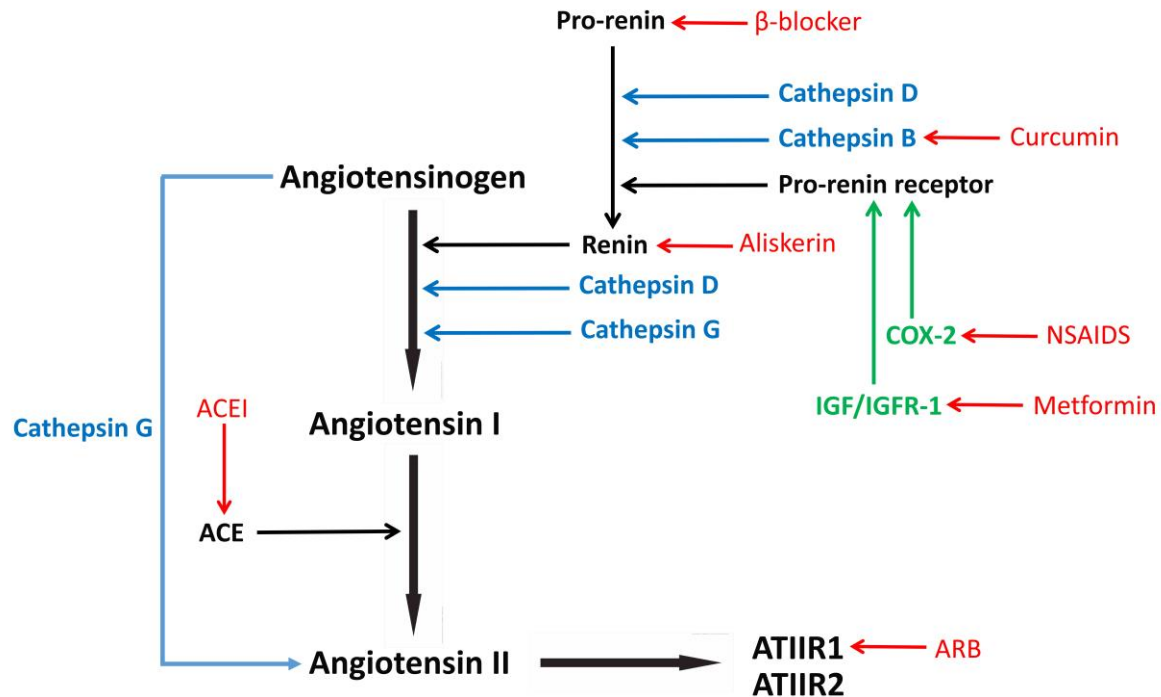 Pro-renin
β-blocker
Cathepsin D
Cathepsin B
Curcumin
Angiotensinogen
Pro-renin receptor
Renin
Aliskerin
Cathepsin D
Cathepsin G
COX-2
NSAIDS
ACEI
IGF/IGFR-1
Metformin
Cathepsin G
Angiotensin I
ACE
Angiotensin II
ATIIR1
ARB
ATIIR2